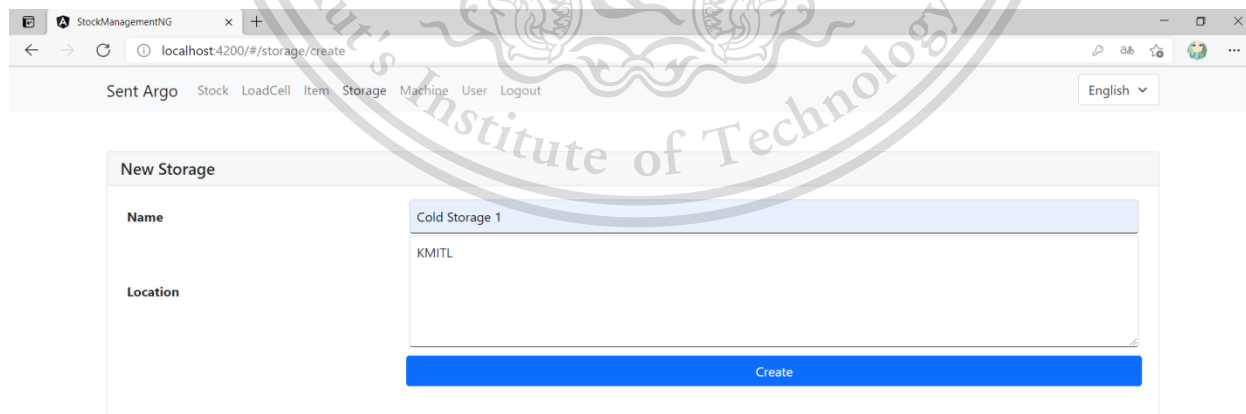 StockManagementNG
localhost:4200/#/storage/create
Sent Argo Stock LoadCell Item Storage Machine User Logout English
ut's Institute of Technology
New Storage
Name Cold Storage 1
Location KMITL
Create